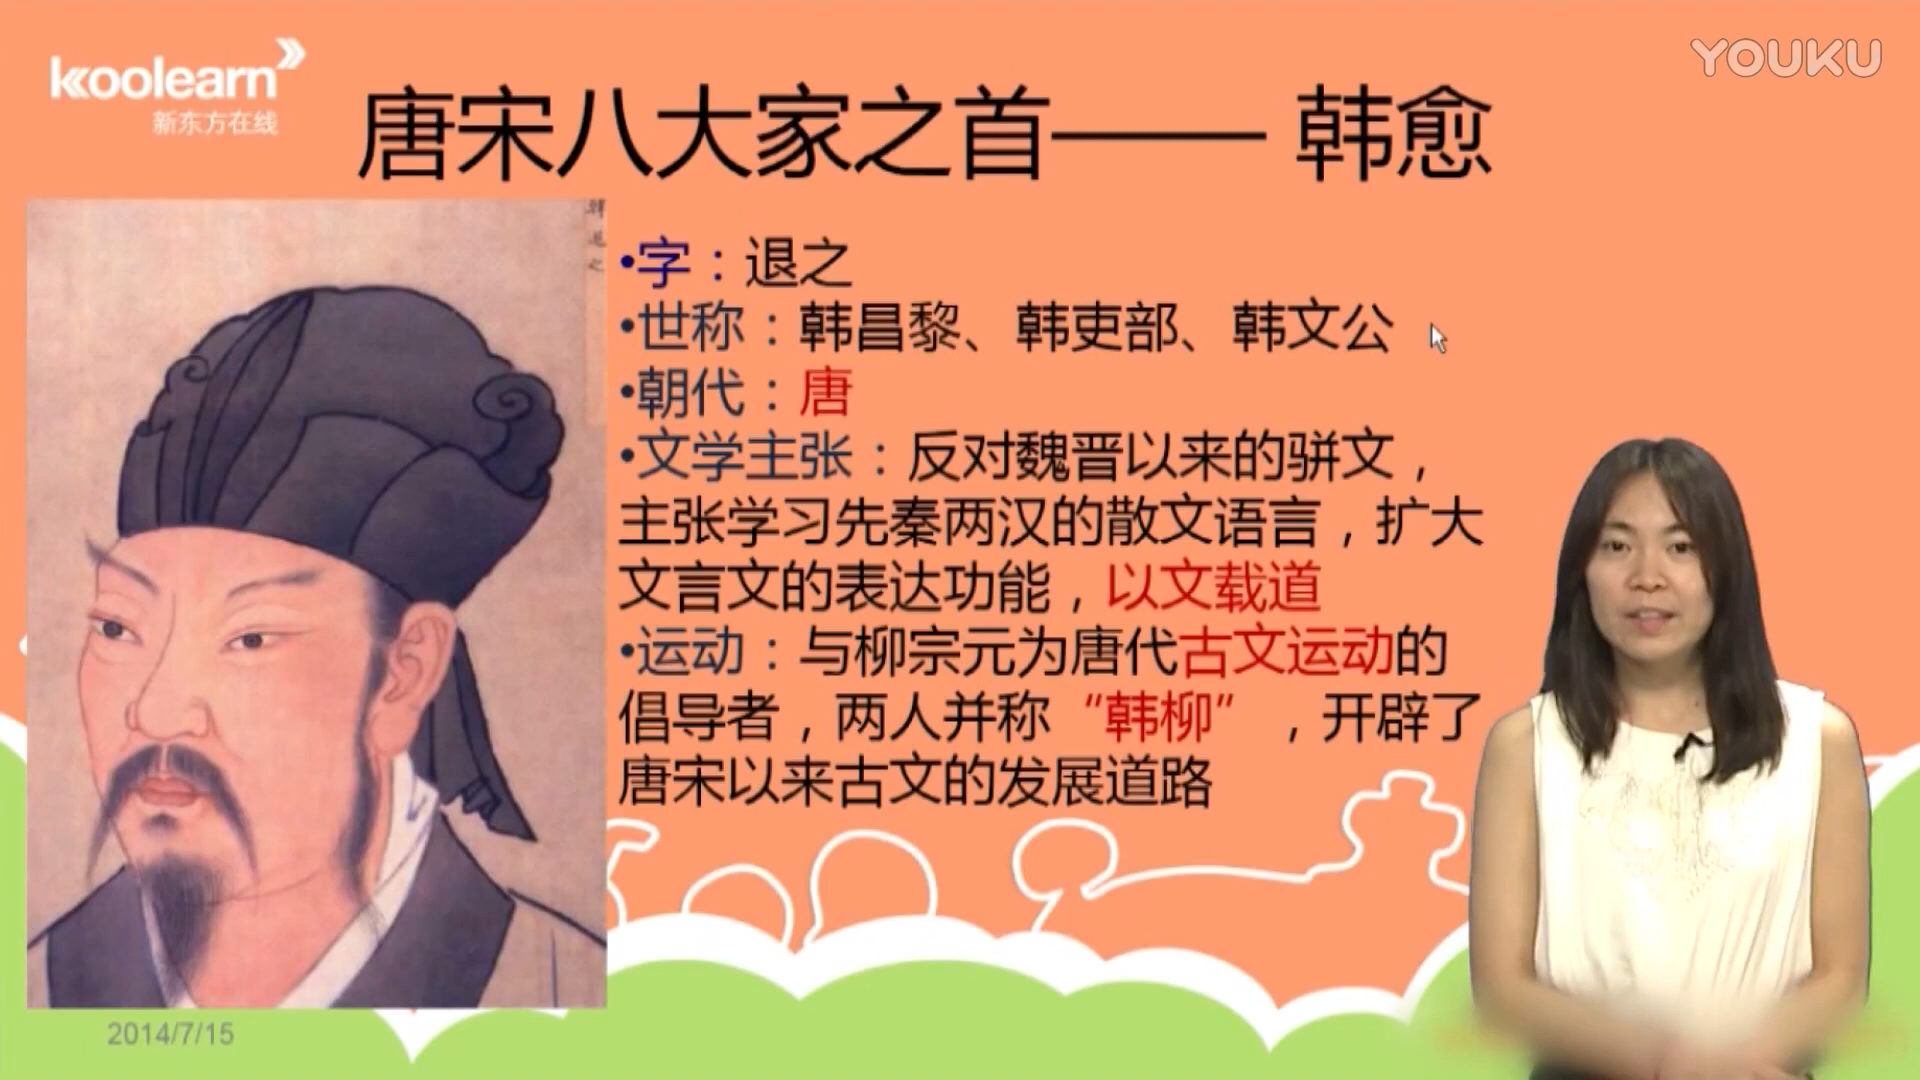 koolearn
新东方在线
YOUKU
唐宋八大家之首—— 韩愈
韓退之
•字：退之
•世称：韩昌黎、韩吏部、韩文公
•朝代：唐
•文学主张：反对魏晋以来的骈文，
主张学习先秦两汉的散文语言，扩大
文言文的表达功能，以文载道
•运动：与柳宗元为唐代古文运动的
倡导者，两人并称“韩柳”，开辟了
唐宋以来古文的发展道路
2014/7/15